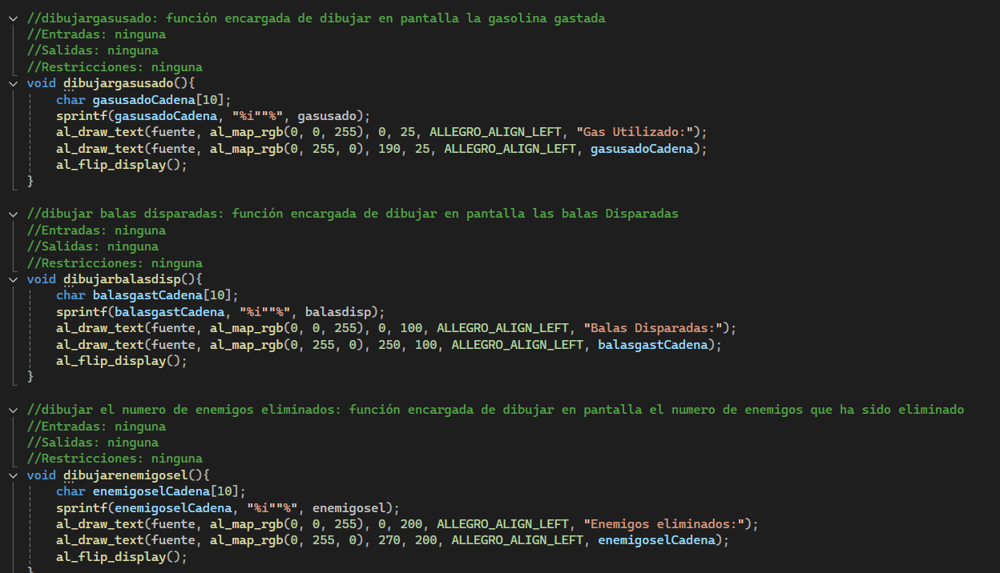 //dibujargasusado: función encargada de dibujar en pantalla la gasolina gastada
//Entradas: ninguna
//Salidas: ninguna
//Restricciones: ninguna
void dibujargasusado(){
    char gasusadoCadena[10];
    sprintf(gasusadoCadena, "%i""%", gasusado);
    al_draw_text(fuente, al_map_rgb(0, 0, 255), 0, 25, ALLEGRO_ALIGN_LEFT, "Gas Utilizado:");
    al_draw_text(fuente, al_map_rgb(0, 255, 0), 190, 25, ALLEGRO_ALIGN_LEFT, gasusadoCadena);
    al_flip_display();
}

//dibujar balas disparadas: función encargada de dibujar en pantalla las balas Disparadas
//Entradas: ninguna
//Salidas: ninguna
//Restricciones: ninguna
void dibujarbalasdisp(){
    char balasgastCadena[10];
    sprintf(balasgastCadena, "%i""%", balasdisp);
    al_draw_text(fuente, al_map_rgb(0, 0, 255), 0, 100, ALLEGRO_ALIGN_LEFT, "Balas Disparadas:");
    al_draw_text(fuente, al_map_rgb(0, 255, 0), 250, 100, ALLEGRO_ALIGN_LEFT, balasgastCadena);
    al_flip_display();
}

//dibujar el numero de enemigos eliminados: función encargada de dibujar en pantalla el numero de enemigos que ha sido eliminado
//Entradas: ninguna
//Salidas: ninguna
//Restricciones: ninguna
void dibujarenemigosel(){
    char enemigoselCadena[10];
    sprintf(enemigoselCadena, "%i""%", enemigosel);
    al_draw_text(fuente, al_map_rgb(0, 0, 255), 0, 200, ALLEGRO_ALIGN_LEFT, "Enemigos eliminados:");
    al_draw_text(fuente, al_map_rgb(0, 255, 0), 270, 200, ALLEGRO_ALIGN_LEFT, enemigoselCadena);
    al_flip_display();
}